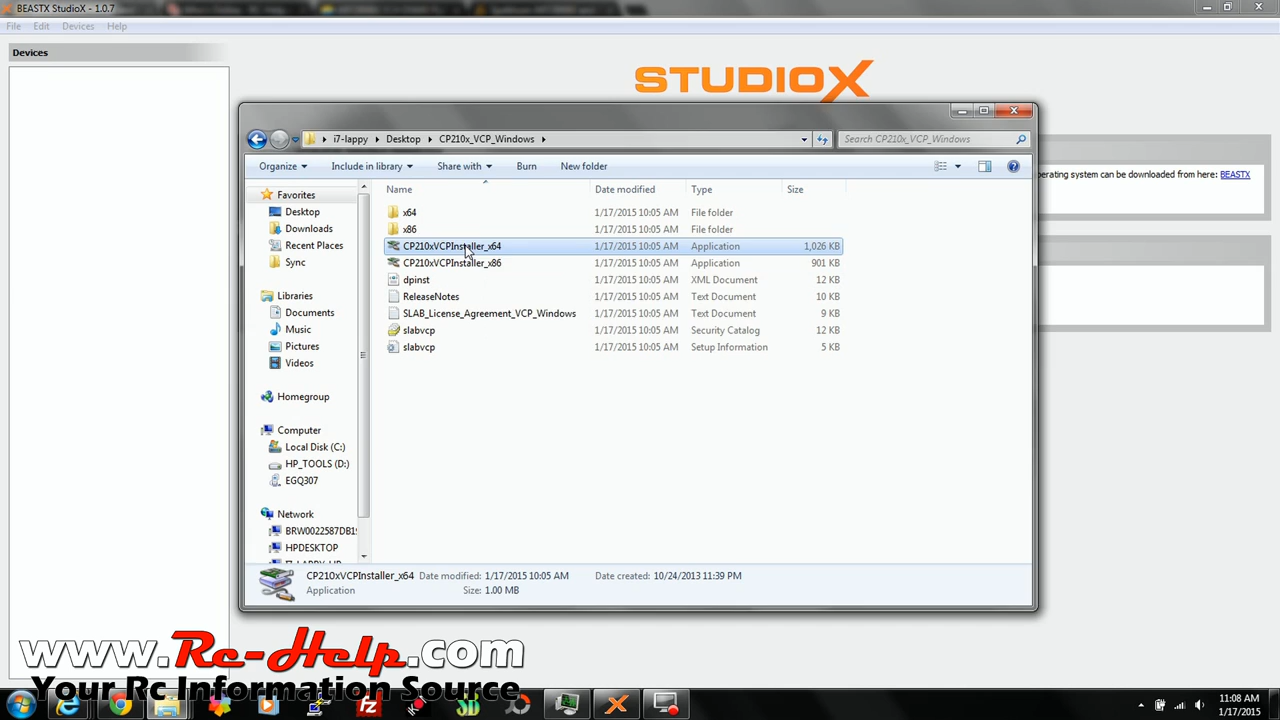 BEASTX StudioX - 1.0.7
File Edit Devices Help
Devices
STUDIOX
i7-lappy Desktop CP210x_VCP_Windows
Search CP210x_VCP_Windows
Organize Include in library Share with Burn New folder
Favorites
Desktop
Downloads
Recent Places
Sync
Libraries
Documents
Music
Pictures
Videos
Homegroup
Computer
Local Disk (C:)
HP_TOOLS (D:)
EGQ307
Network
BRW0022587DB19
HPDESKTOP
Name Date modified Type Size
x64 1/17/2015 10:05 AM File folder
x86 1/17/2015 10:05 AM File folder
CP210xVCPInstaller_x64 1/17/2015 10:05 AM Application 1,026 KB
CP210xVCPInstaller_x86 1/17/2015 10:05 AM Application 901 KB
dpinst 1/17/2015 10:05 AM XML Document 12 KB
ReleaseNotes 1/17/2015 10:05 AM Text Document 10 KB
SLAB_License_Agreement_VCP_Windows 1/17/2015 10:05 AM Text Document 9 KB
slabvcp 1/17/2015 10:05 AM Security Catalog 12 KB
slabvcp 1/17/2015 10:05 AM Setup Information 5 KB
perating system can be downloaded from here: BEASTX
CP210xVCPInstaller_x64 Date modified: 1/17/2015 10:05 AM Date created: 10/24/2013 11:39 PM
Application Size: 1.00 MB
www.Rc-Help.com
Your Rc Information Source
11:08 AM
1/17/2015